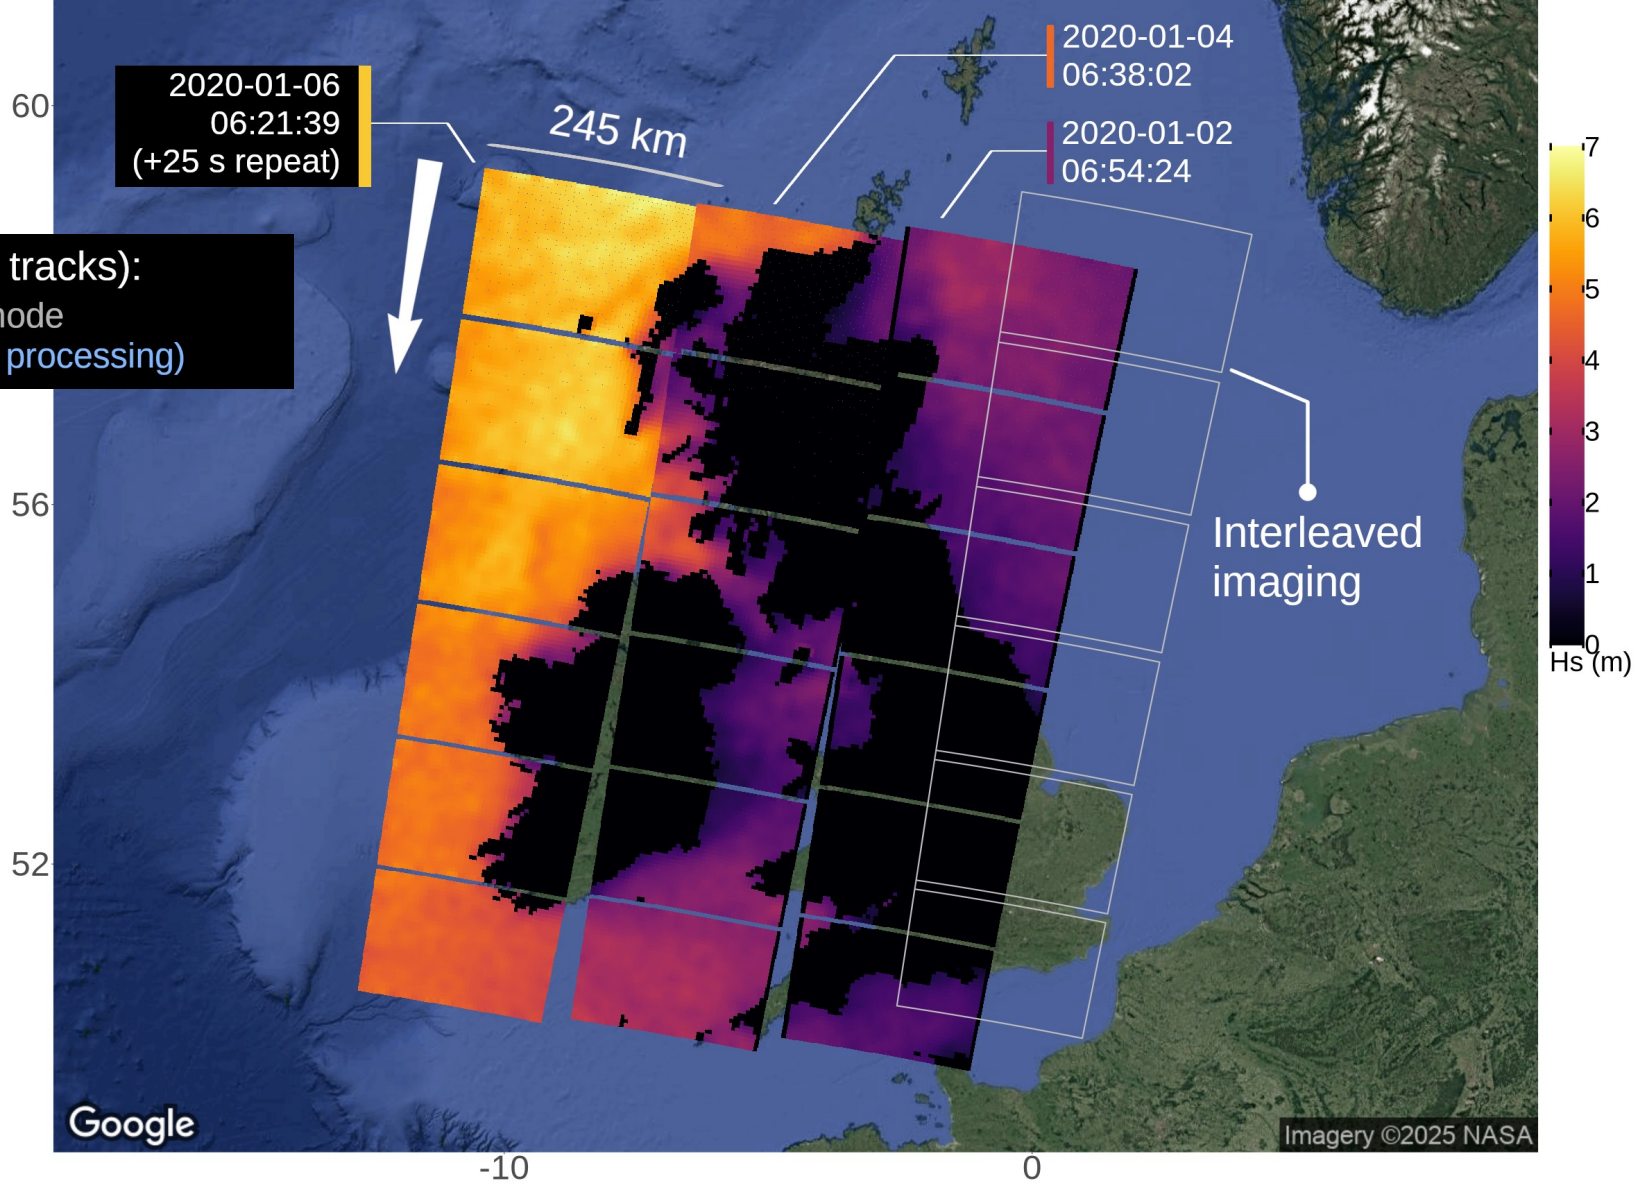 2020-01-04
06:38:02
2020-01-06
06:21:39
(+25 s repeat)
60
245 km
2020-01-02
06:54:24
tracks):
node
processing)
7
6
5
4
3
2
1
0
Hs (m)
56
Interleaved
imaging
52
Google
Imagery ©2025 NASA
-10
0